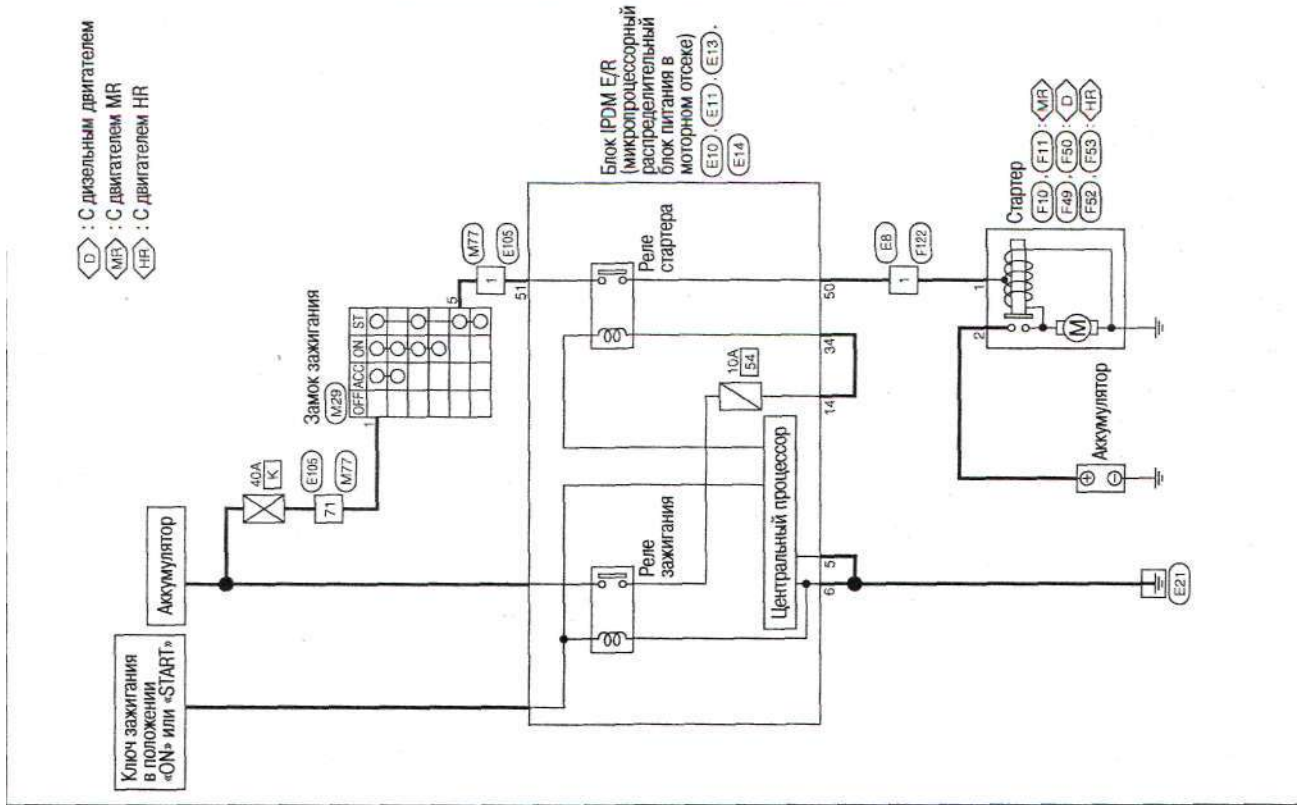 D : С дизельным двигателем
MR : С двигателем MR
HR : С двигателем HR
Ключ зажигания
в положении
«ON» или «START»
Аккумулятор
40A
K
71
E105
M77
Замок зажигания
M29
OFF ACC ON ST
1
5
M77
1
E105
51
Блок IPDM E/R
(микропроцессорный
распределительный
блок питания в
моторном отсеке)
E10 , E11 , E13 ,
E14
Реле
зажигания
Реле
стартера
10A
54
Центральный процессор
6
5
14
34
50
E8
1
F122
E21
Аккумулятор
Стартер
F10 , F11 : MR
F49 , F50 : D
F52 , F53 : HR
2
1
M